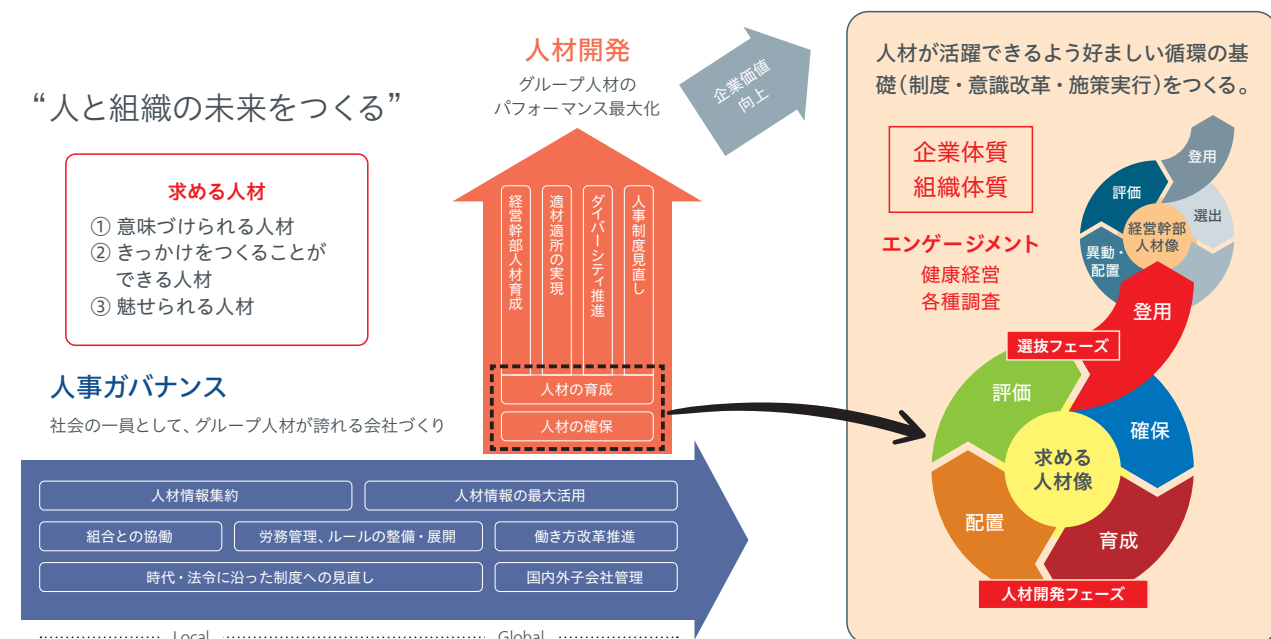 “人と組織の未来をつくる”
求める人材
① 意味づけられる人材
② きっかけをつくることが
できる人材
③ 魅せられる人材
人事ガバナンス
社会の一員として、グループ人材が誇れる会社づくり
人材開発
グループ人材の
パフォーマンス最大化
企業価値
向上
経営幹部人材育成
適材適所の実現
ダイバーシティ推進
人事制度見直し
人材の育成
人材の確保
人材情報集約
人材情報の最大活用
組合との協働
労務管理、ルールの整備・展開
働き方改革推進
時代・法令に沿った制度への見直し
国内外子会社管理
Local
Global
人材が活躍できるよう好ましい循環の基
礎（制度・意識改革・施策実行）をつくる。
企業体質
組織体質
エンゲージメント
健康経営
各種調査
登用
評価
選出
経営幹部
人材像
異動・
配置
登用
選抜フェーズ
評価
確保
求める
人材像
配置
育成
人材開発フェーズ